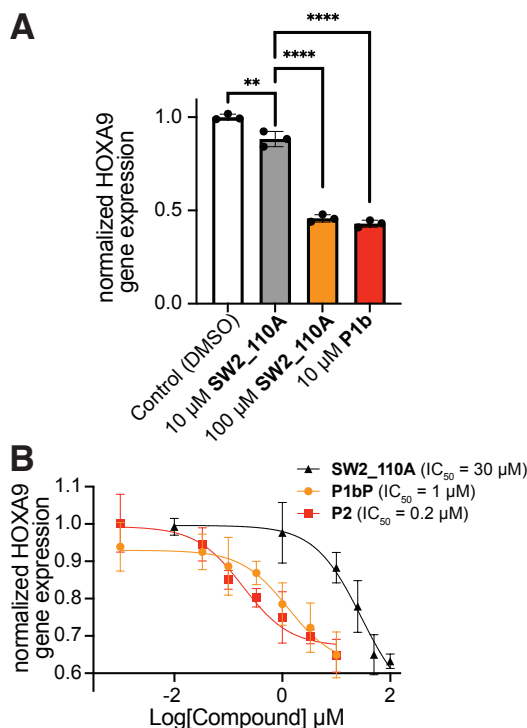 A
****
****
**
normalized HOXA9
gene expression
1.0
0.5
0.0
Control (DMSO)
10 µM SW2_110A
100 µM SW2_110A
10 µM P1b
B
SW2_110A (IC50 = 30 µM)
P1bP (IC50 = 1 µM)
P2 (IC50 = 0.2 µM)
normalized HOXA9
gene expression
1.1
1.0
0.9
0.8
0.7
0.6
-2 0 2
Log[Compound] µM